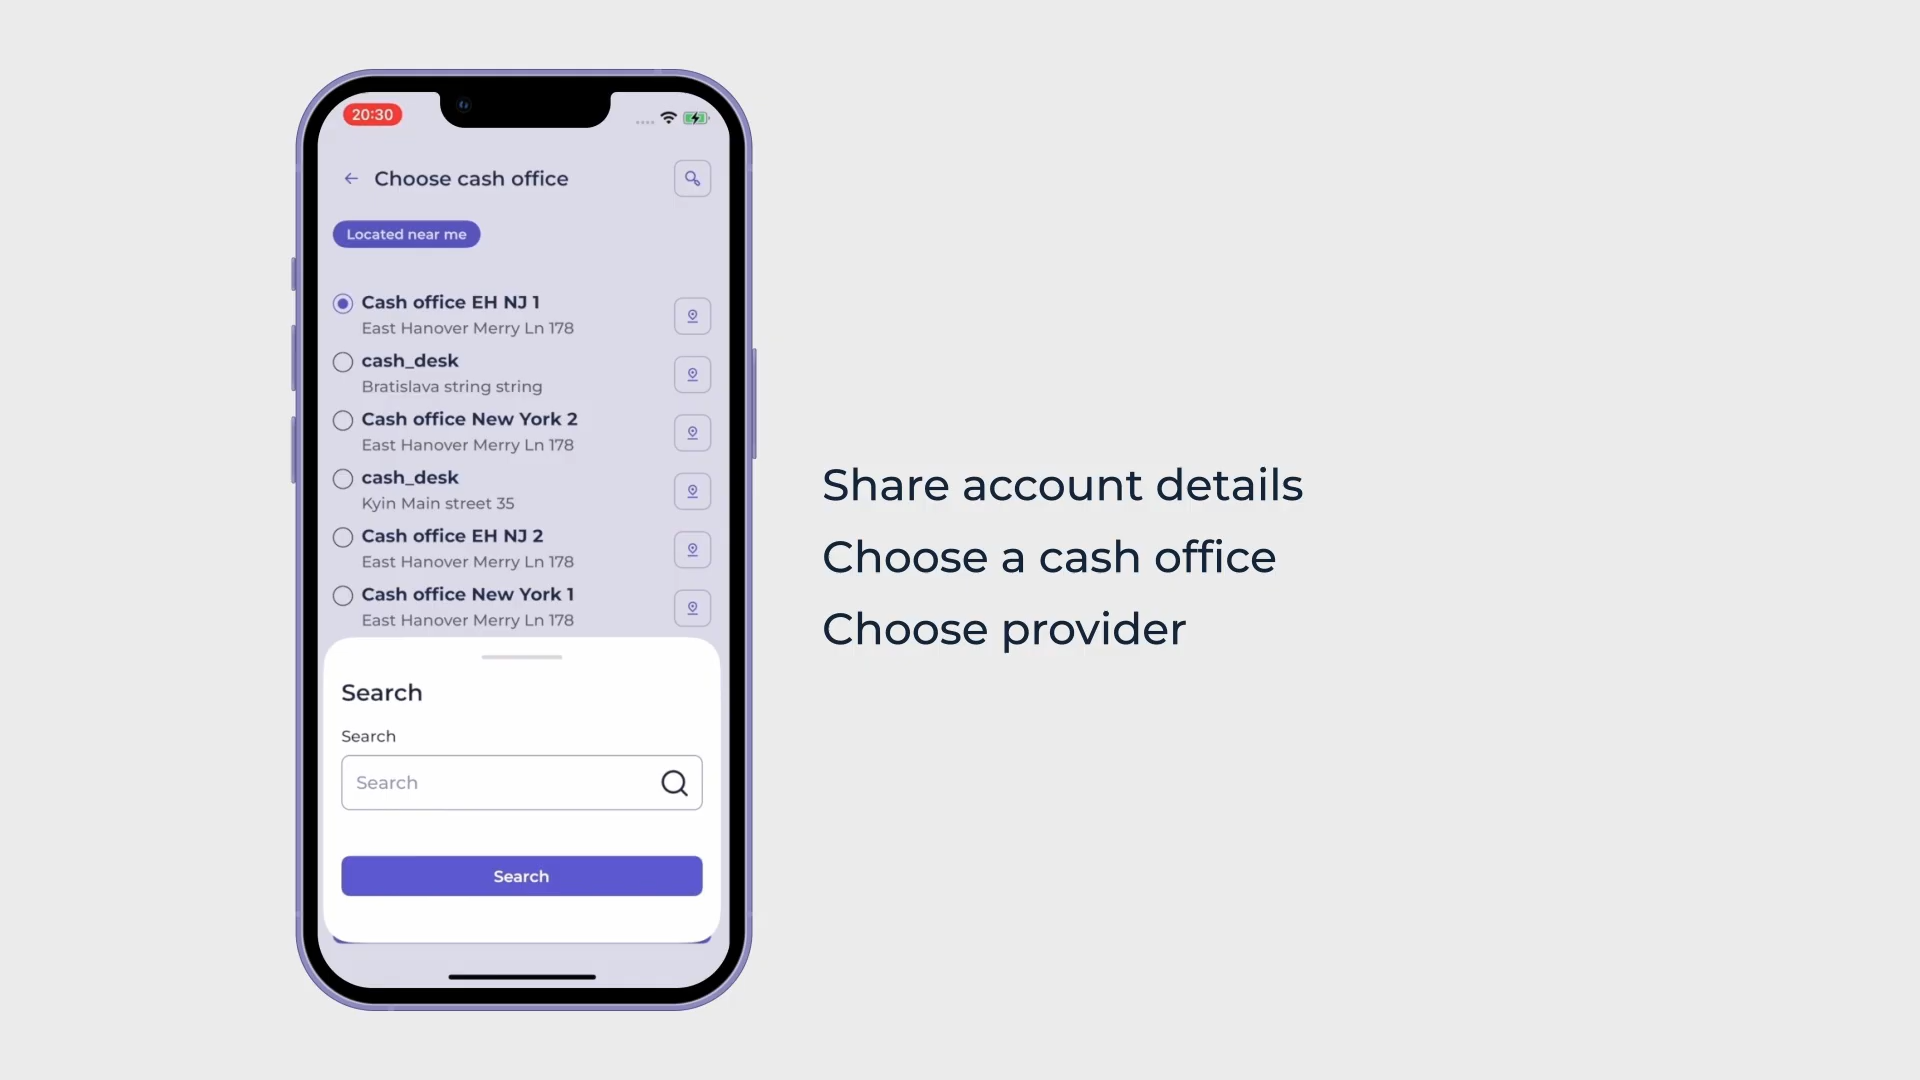 20:30
Choose cash office
Located near me
Cash office EH NJ 1
East Hanover Merry Ln 178
cash_desk
Bratislava string string
Cash office New York 2
East Hanover Merry Ln 178
cash_desk
Kyin Main street 35
Cash office EH NJ 2
East Hanover Merry Ln 178
Cash office New York 1
East Hanover Merry Ln 178
Search
Search
Search
Search
Share account details
Choose a cash office
Choose provider